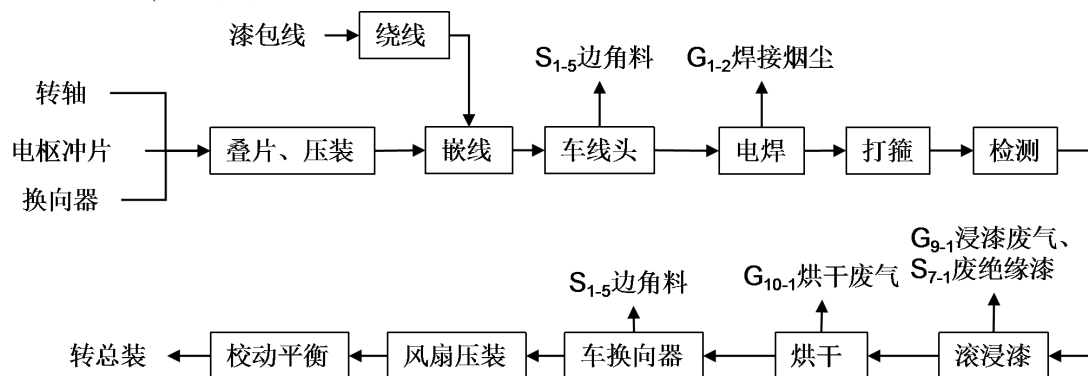 漆包线
绕线
S1-5边角料
G1-2焊接烟尘
转轴
电枢冲片
换向器
叠片、压装
嵌线
车线头
电焊
打箍
检测
G9-1浸漆废气、
S7-1废绝缘漆
S1-5边角料
G10-1烘干废气
转总装
校动平衡
风扇压装
车换向器
烘干
滚浸漆